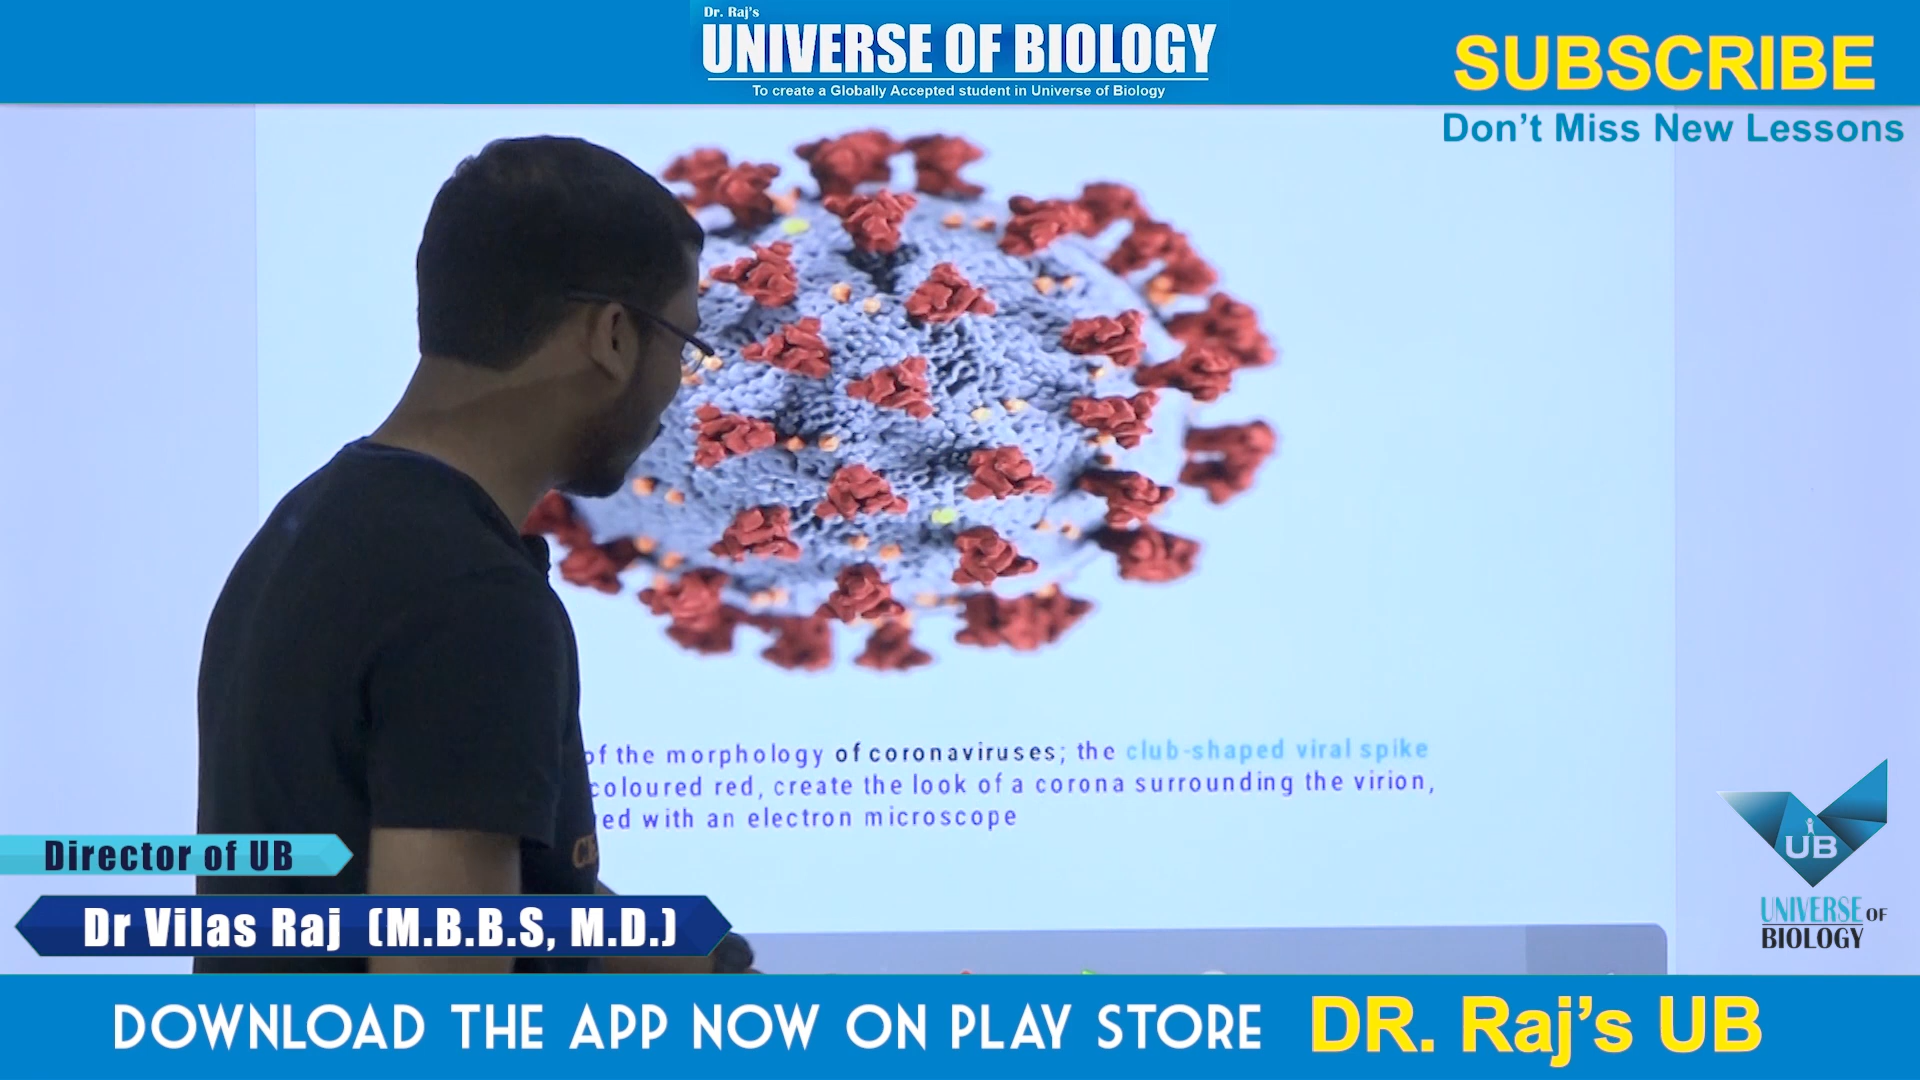 Dr. Raj's
UNIVERSE OF BIOLOGY
To create a Globally Accepted student in Universe of Biology
SUBSCRIBE
Don't Miss New Lessons
of the morphology of coronaviruses; the club-shaped viral spike
coloured red, create the look of a corona surrounding the virion,
with an electron microscope
Director of UB
Dr Vilas Raj (M.B.B.S, M.D.)
UB
UNIVERSE OF
BIOLOGY
DOWNLOAD THE APP NOW ON PLAY STORE DR. Raj's UB